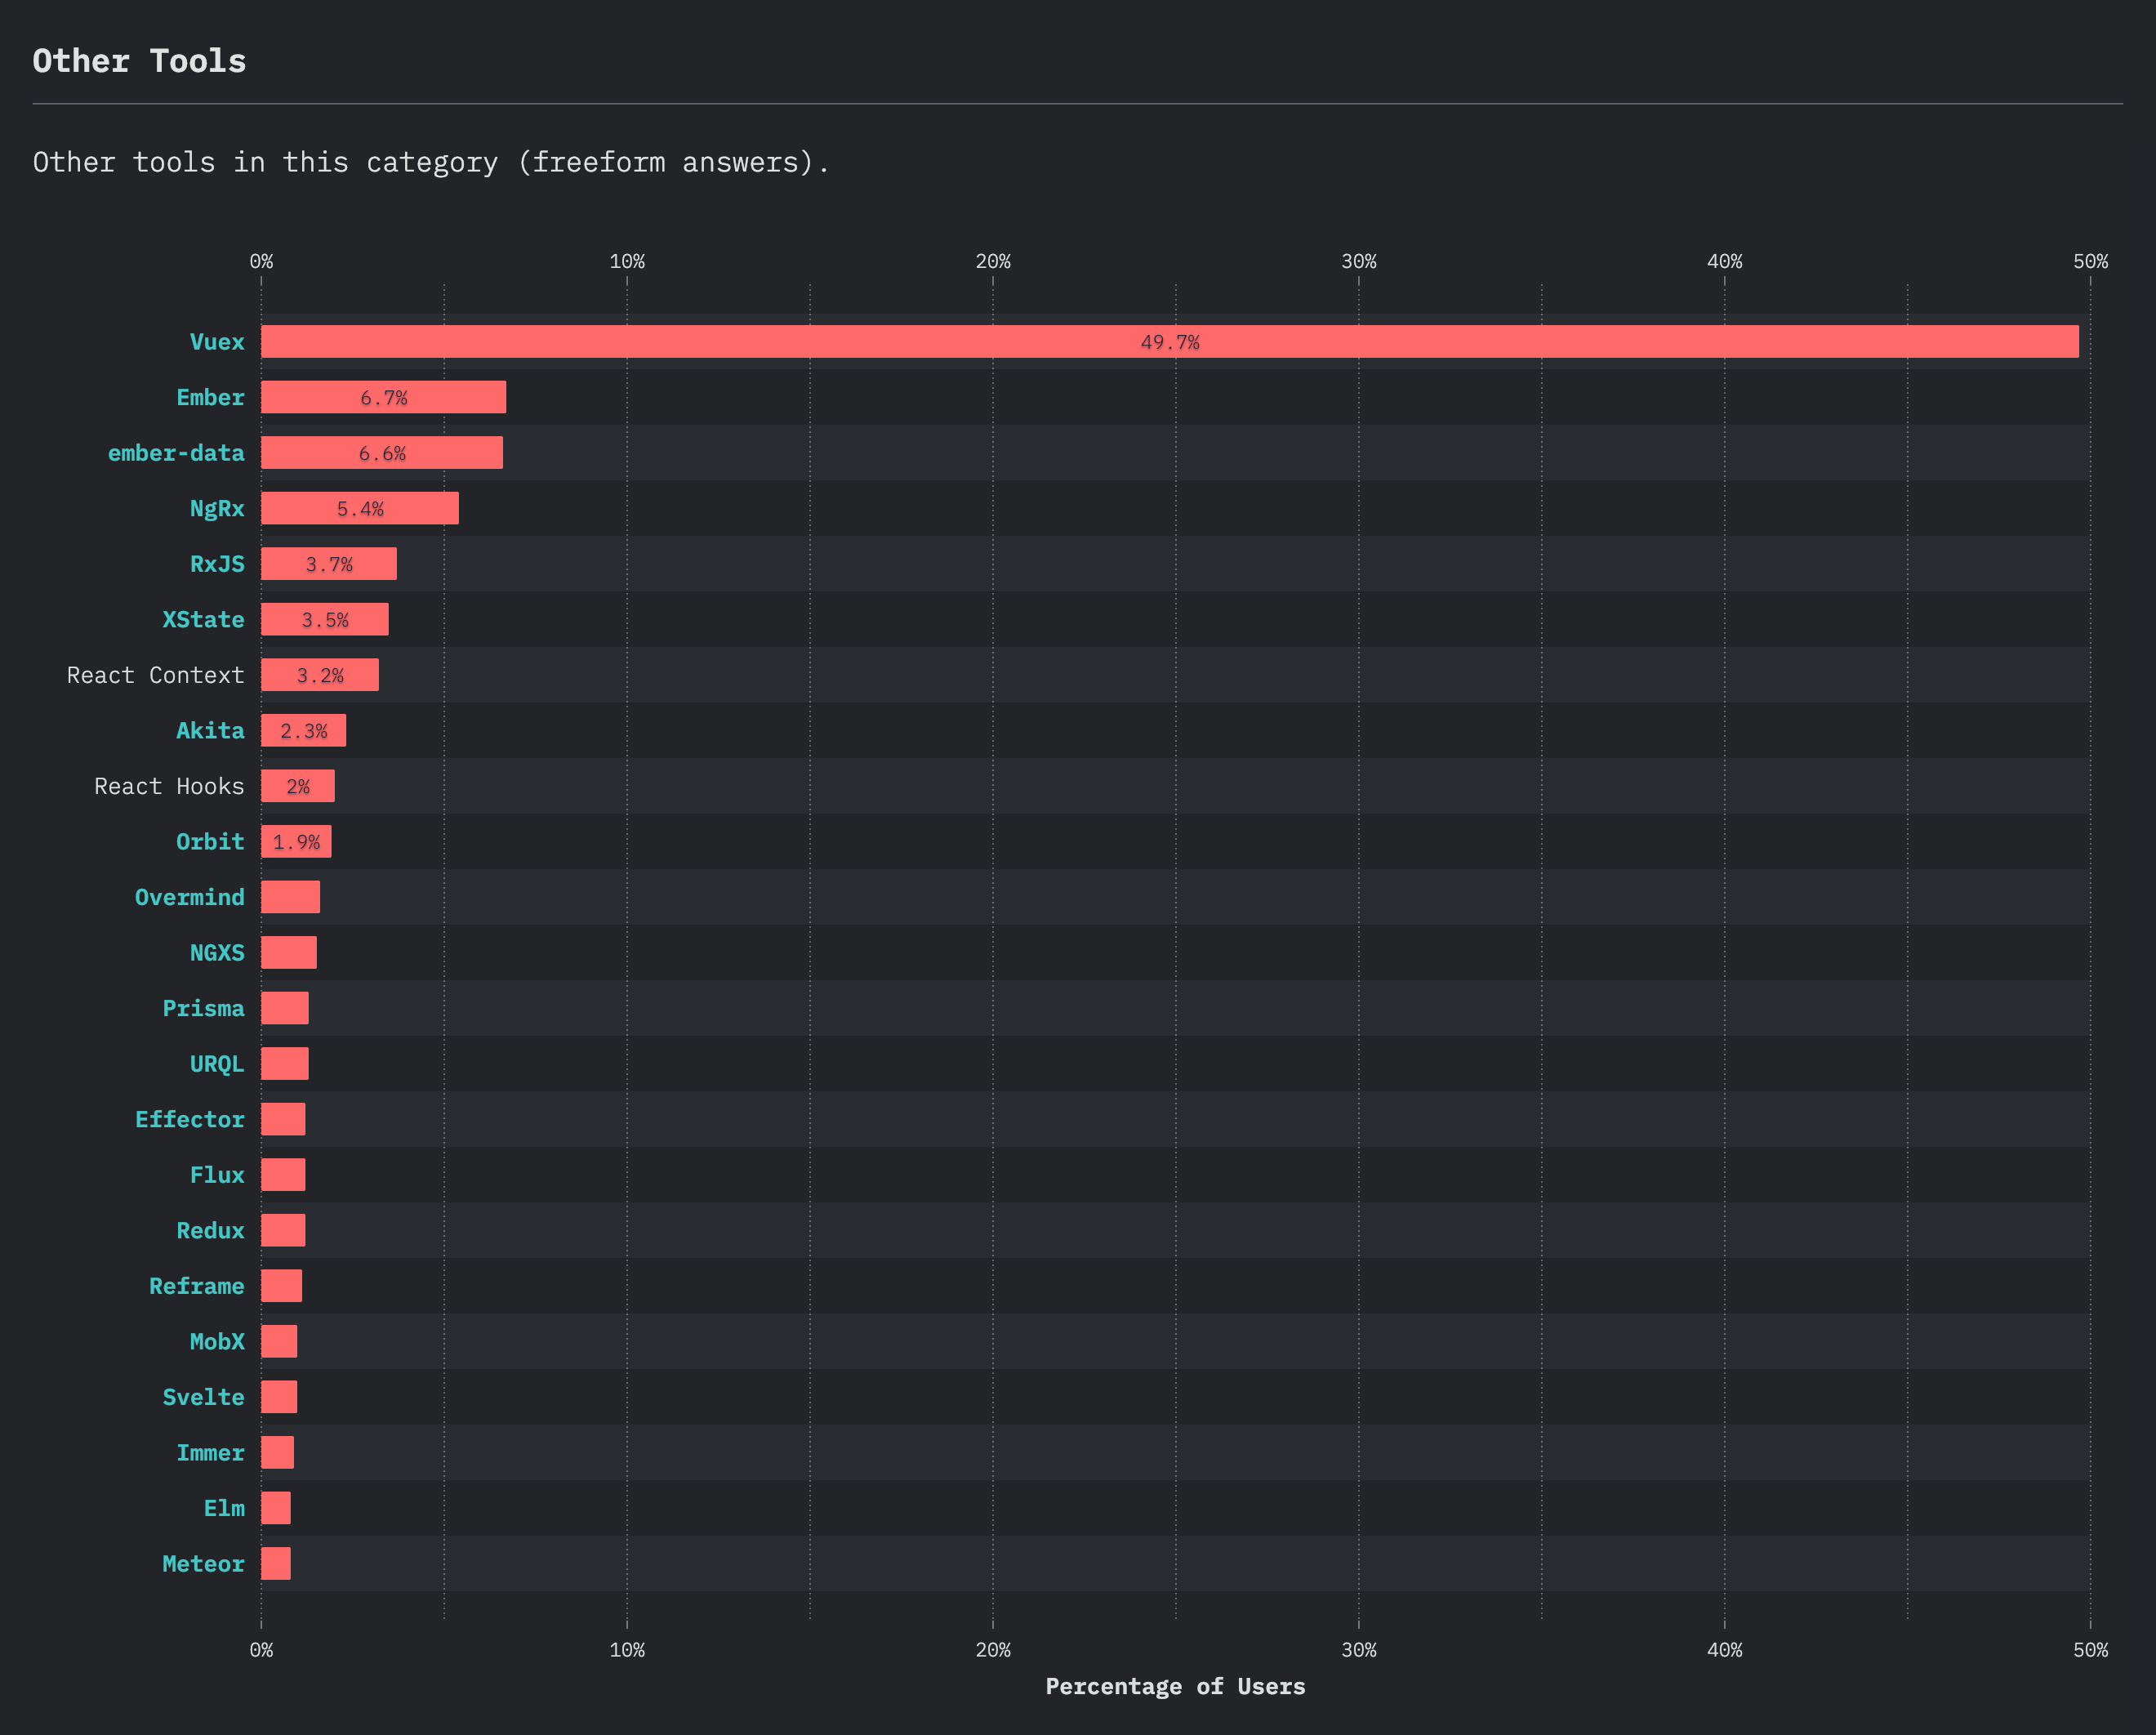 Other Tools
Other tools in this category (freeform answers).
0% 10% 20% 30% 40% 50%
Vuex 49.7%
Ember 6.7%
ember-data 6.6%
NgRx 5.4%
RxJS 3.7%
XState 3.5%
React Context 3.2%
Akita 2.3%
React Hooks 2%
Orbit 1.9%
Overmind
NGXS
Prisma
URQL
Effector
Flux
Redux
Reframe
MobX
Svelte
Immer
Elm
Meteor
0% 10% 20% 30% 40% 50%
Percentage of Users